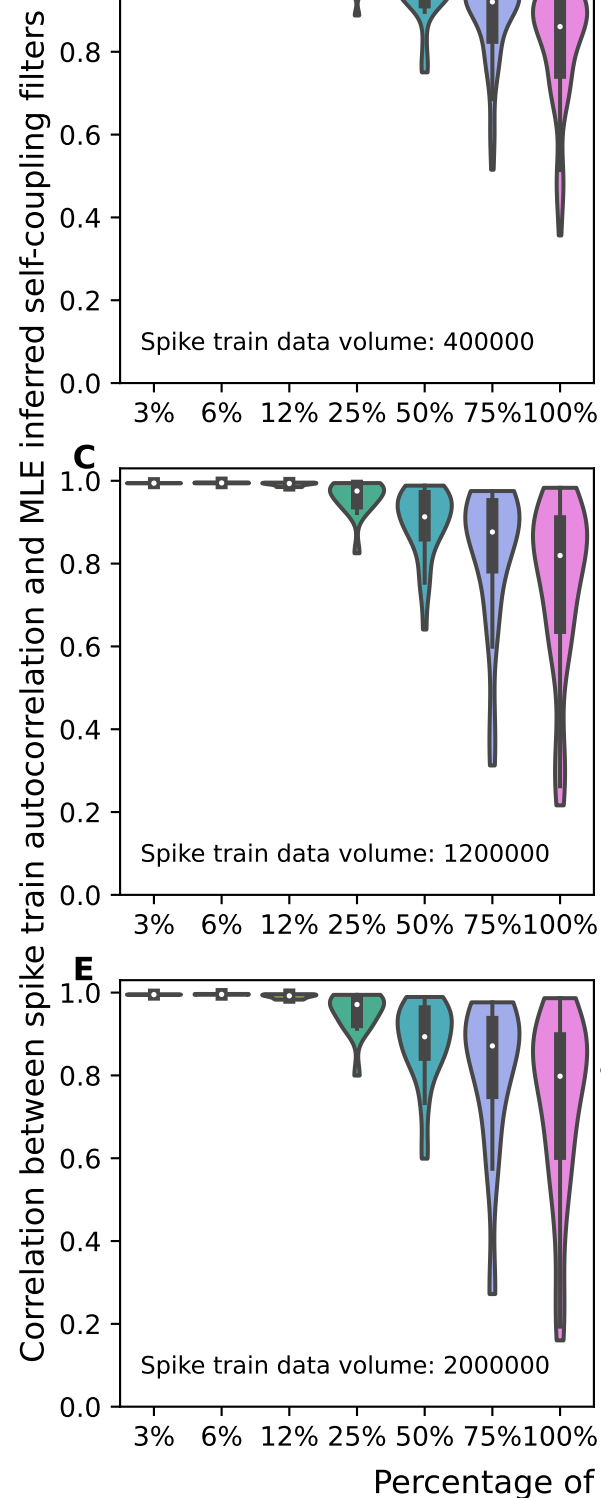 Correlation between spike train autocorrelation and MLE inferred self-coupling filters
0.8
0.6
0.4
0.2
0.0
Spike train data volume: 400000
3% 6% 12% 25% 50% 75% 100%
C
1.0
0.8
0.6
0.4
0.2
0.0
Spike train data volume: 1200000
3% 6% 12% 25% 50% 75% 100%
E
1.0
0.8
0.6
0.4
0.2
0.0
Spike train data volume: 2000000
3% 6% 12% 25% 50% 75% 100%
Percentage of